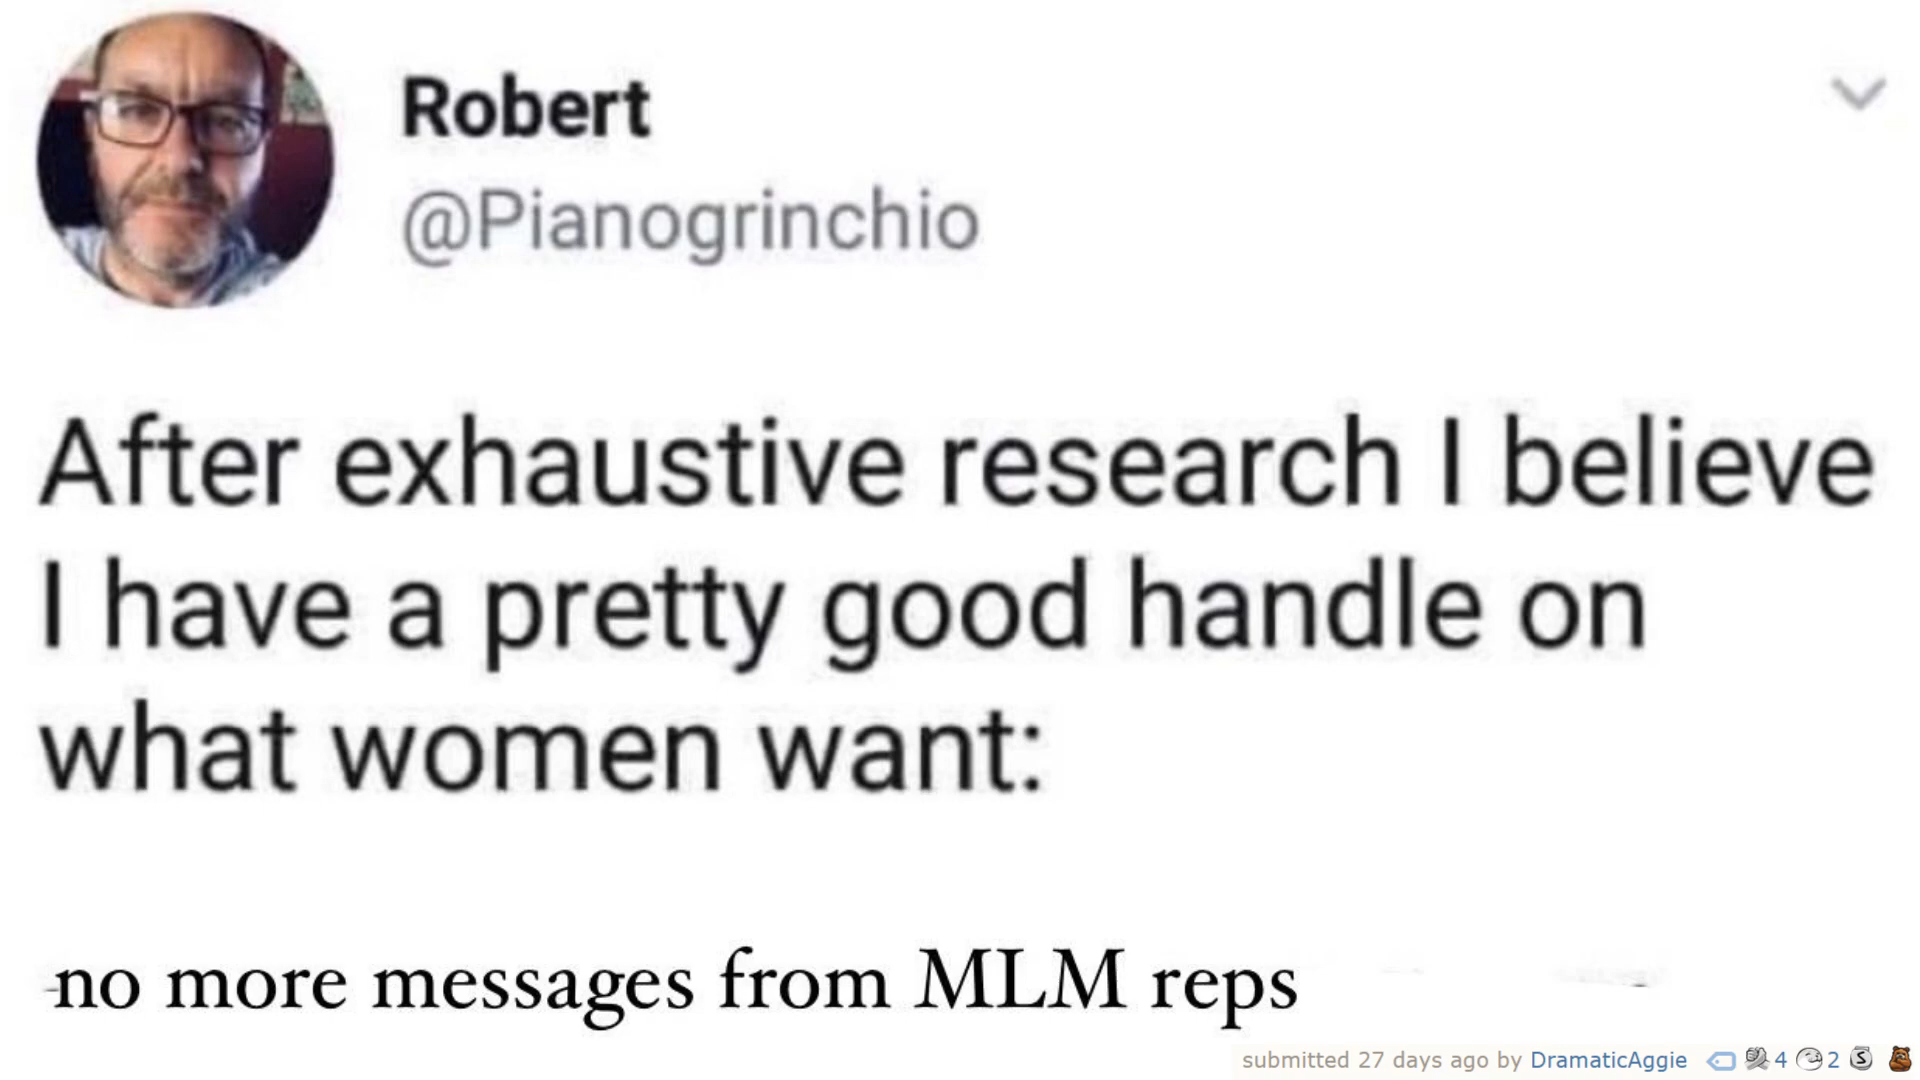 Robert
@Pianogrinchio
After exhaustive research I believe
I have a pretty good handle on
what women want:
-no more messages from MLM reps
submitted 27 days ago by DramaticAggie 4 2 S